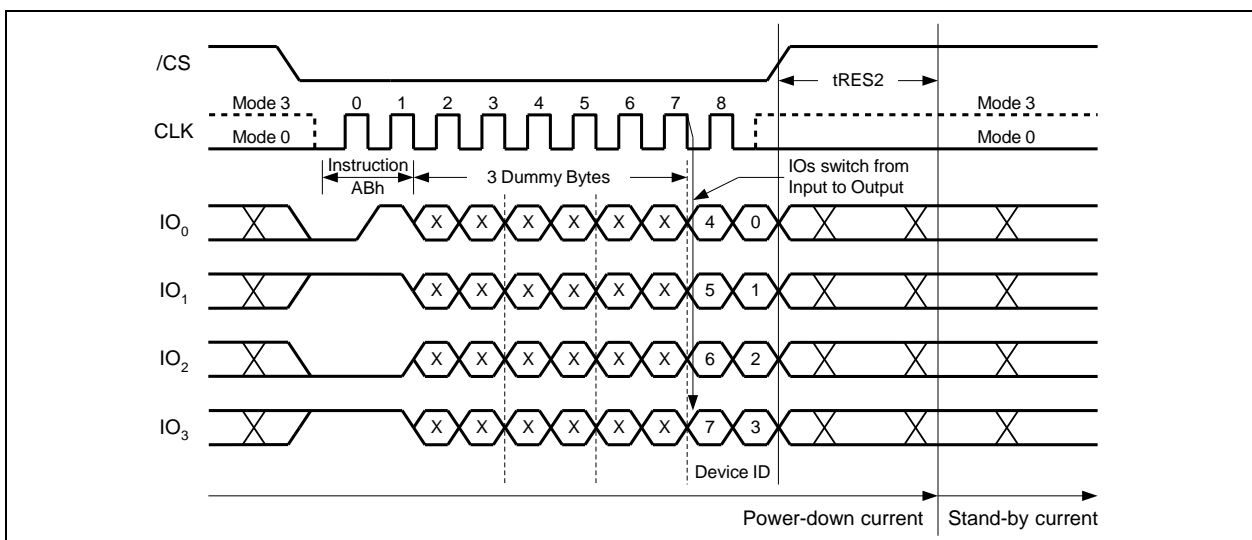 /CS
tRES2
Mode 3
0 1 2 3 4 5 6 7 8
Mode 3
CLK
Mode 0
Mode 0
Instruction
ABh
3 Dummy Bytes
IOs switch from
Input to Output
IO0
X X X X X X 4 0
IO1
X X X X X X 5 1
IO2
X X X X X X 6 2
IO3
X X X X X X 7 3
Device ID
Power-down current
Stand-by current